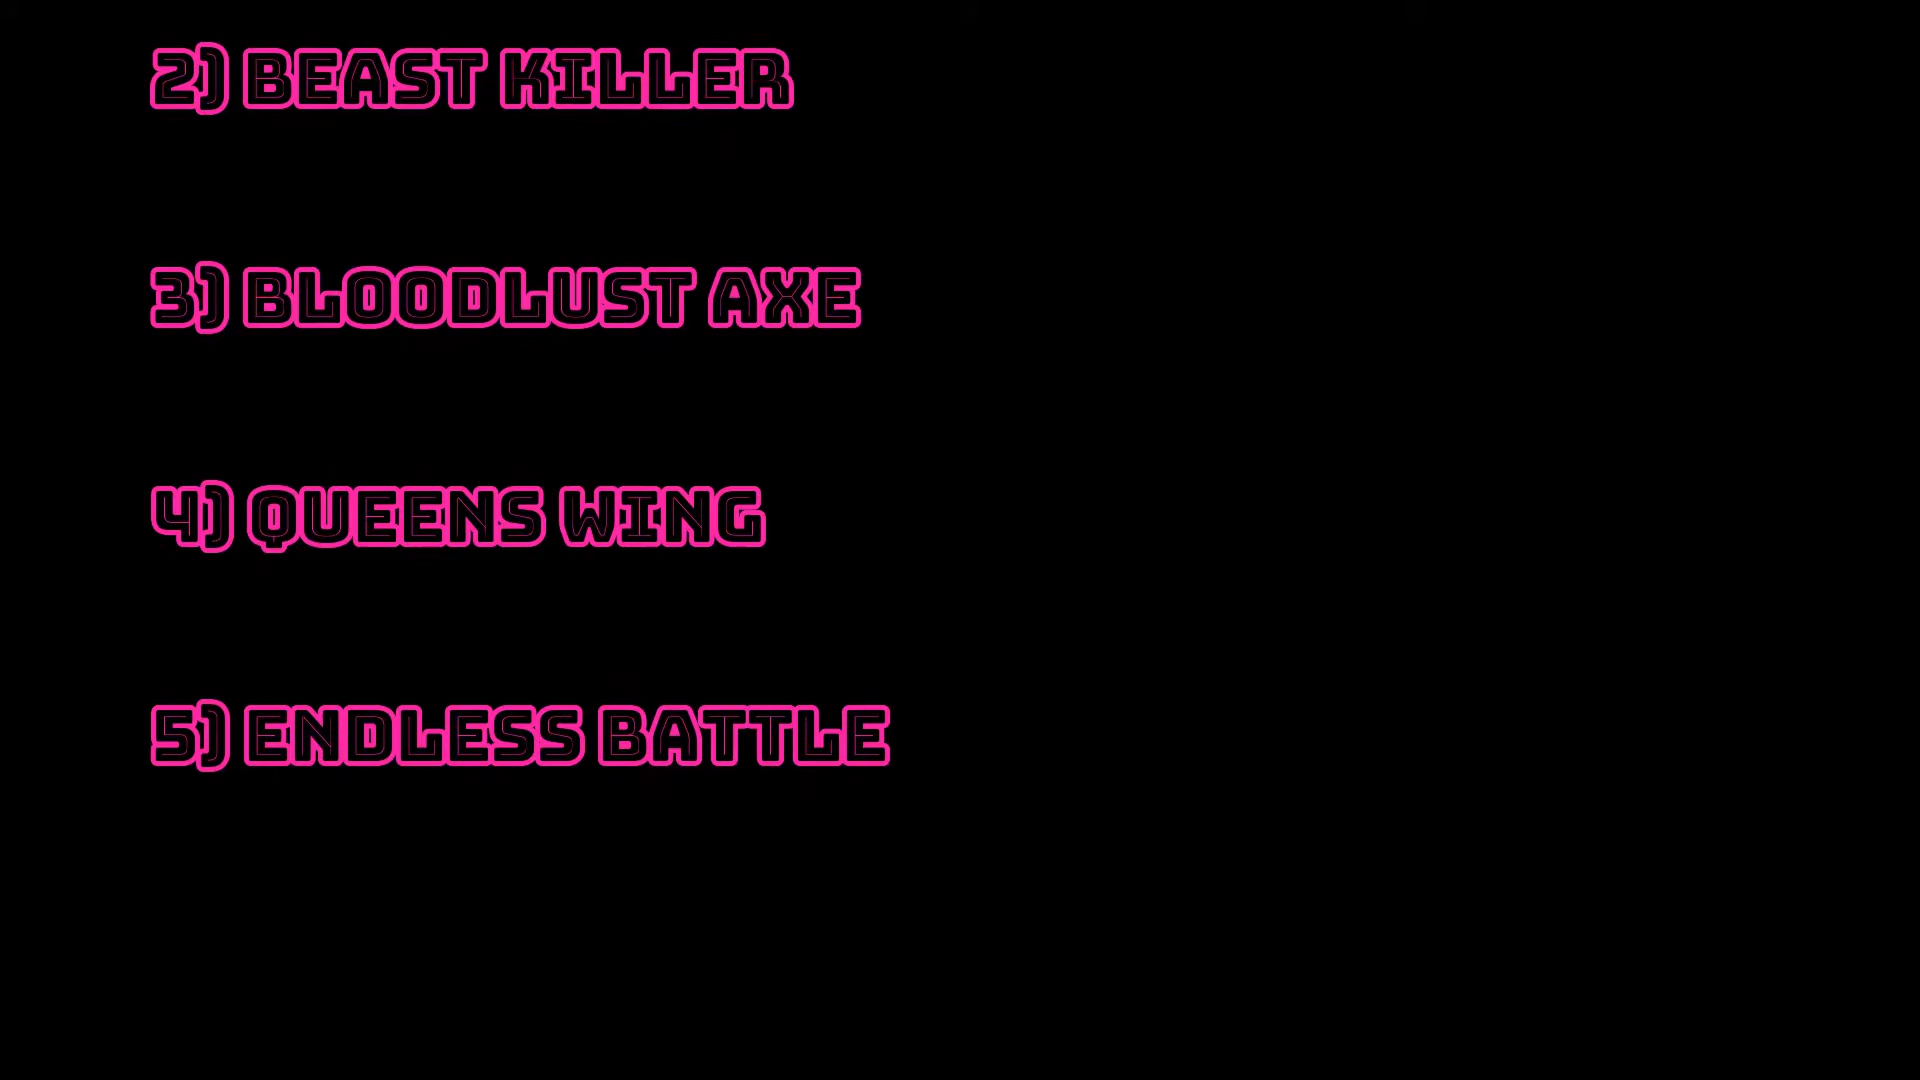 2) BEAST KILLER
3) BLOODLUST AXE
4) QUEENS WING
5) ENDLESS BATTLE